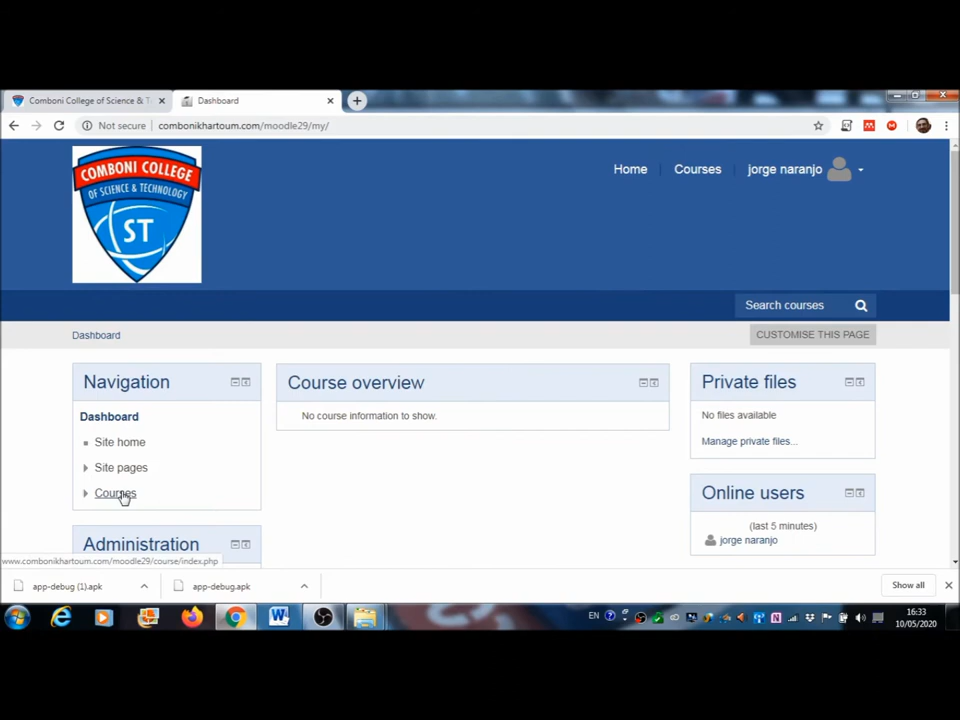 Comboni College of Science & T
Dashboard
Not secure
combonikhartoum.com/moodle29/my/
COMBONI COLLEGE
OF SCIENCE & TECHNOLOGY
ST
Home
Courses
jorge naranjo
Search courses
Dashboard
CUSTOMISE THIS PAGE
Navigation
Dashboard
Site home
Site pages
Courses
Administration
Course overview
No course information to show.
Private files
No files available
Manage private files...
Online users
(last 5 minutes)
jorge naranjo
www.combonikhartoum.com/moodle29/course/index.php
app-debug (1).apk
app-debug.apk
Show all
EN
16:33
10/05/2020